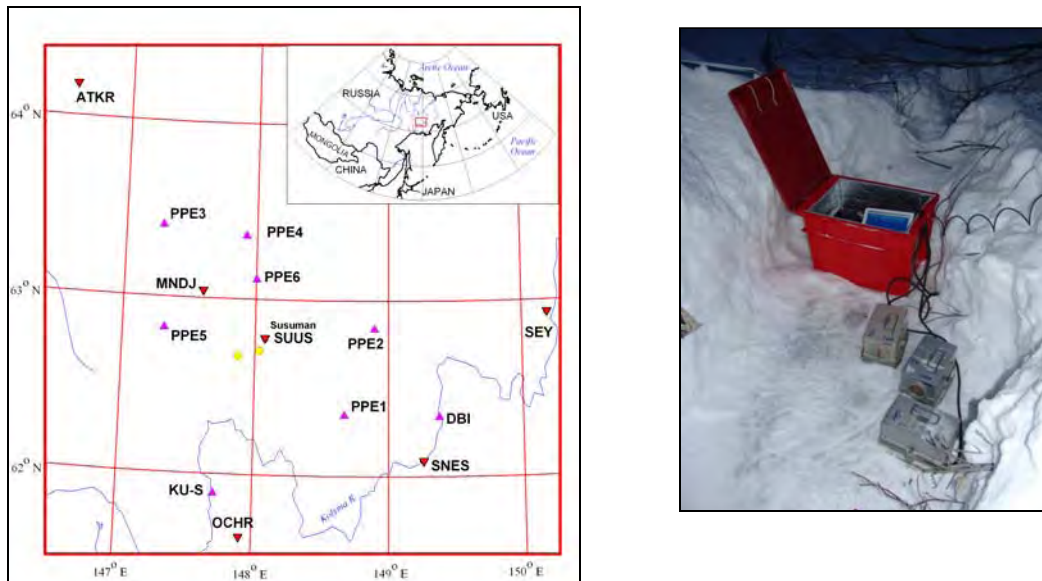 Arctic Ocean
RUSSIA
USA
MONGOLIA
CHINA
Pacific
Ocean
JAPAN
ATKR
64° N
PPE3
PPE4
PPE6
MNDJ
63° N
SEY
Susuman
SUUS
PPE5
PPE2
PPE1
DBI
SNES
62° N
KU-S
Kolyma R.
OCHR
147° E
148° E
149° E
150° E